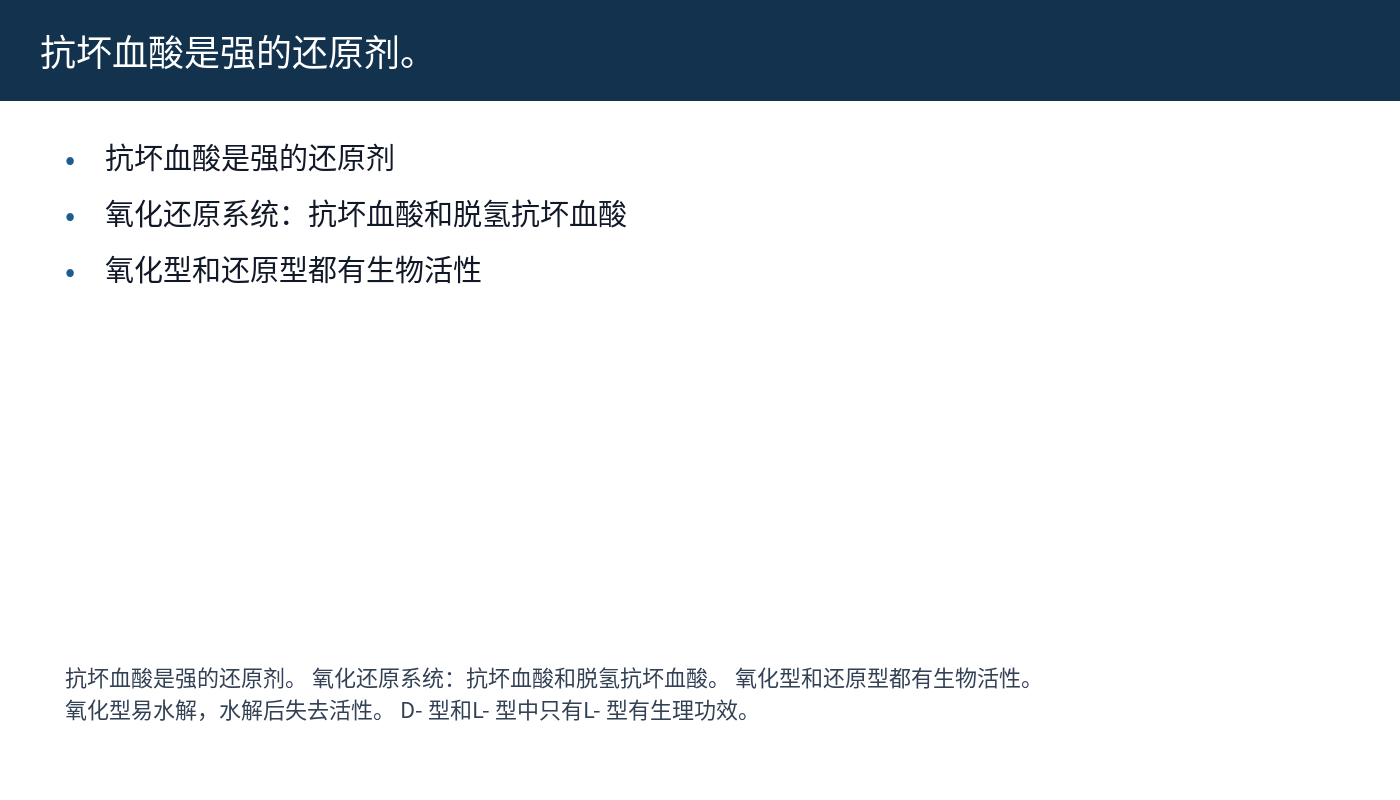 抗坏血酸是强的还原剂。
• 抗坏血酸是强的还原剂
• 氧化还原系统：抗坏血酸和脱氢抗坏血酸
• 氧化型和还原型都有生物活性
抗坏血酸是强的还原剂。 氧化还原系统：抗坏血酸和脱氢抗坏血酸。 氧化型和还原型都有生物活性。
氧化型易水解，水解后失去活性。 D- 型和L- 型中只有L- 型有生理功效。